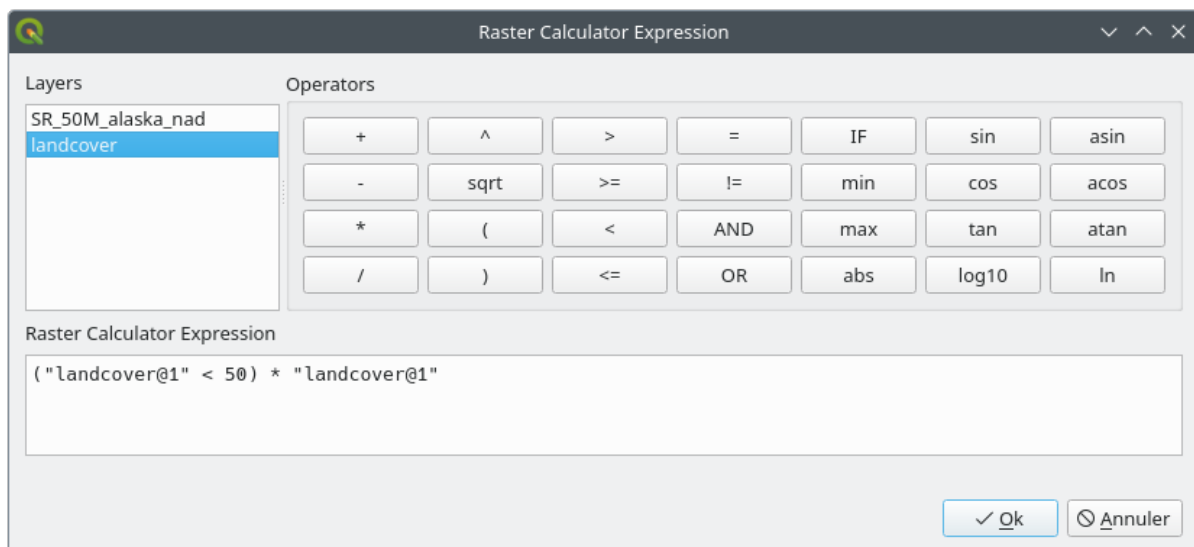 Raster Calculator Expression
Layers
Operators
SR_50M_alaska_nad
landcover
+ ^ > = IF sin asin
- sqrt >= != min cos acos
* ( < AND max tan atan
/ ) <= OR abs log10 ln
Raster Calculator Expression
("landcover@1" < 50) * "landcover@1"
Ok Annuler